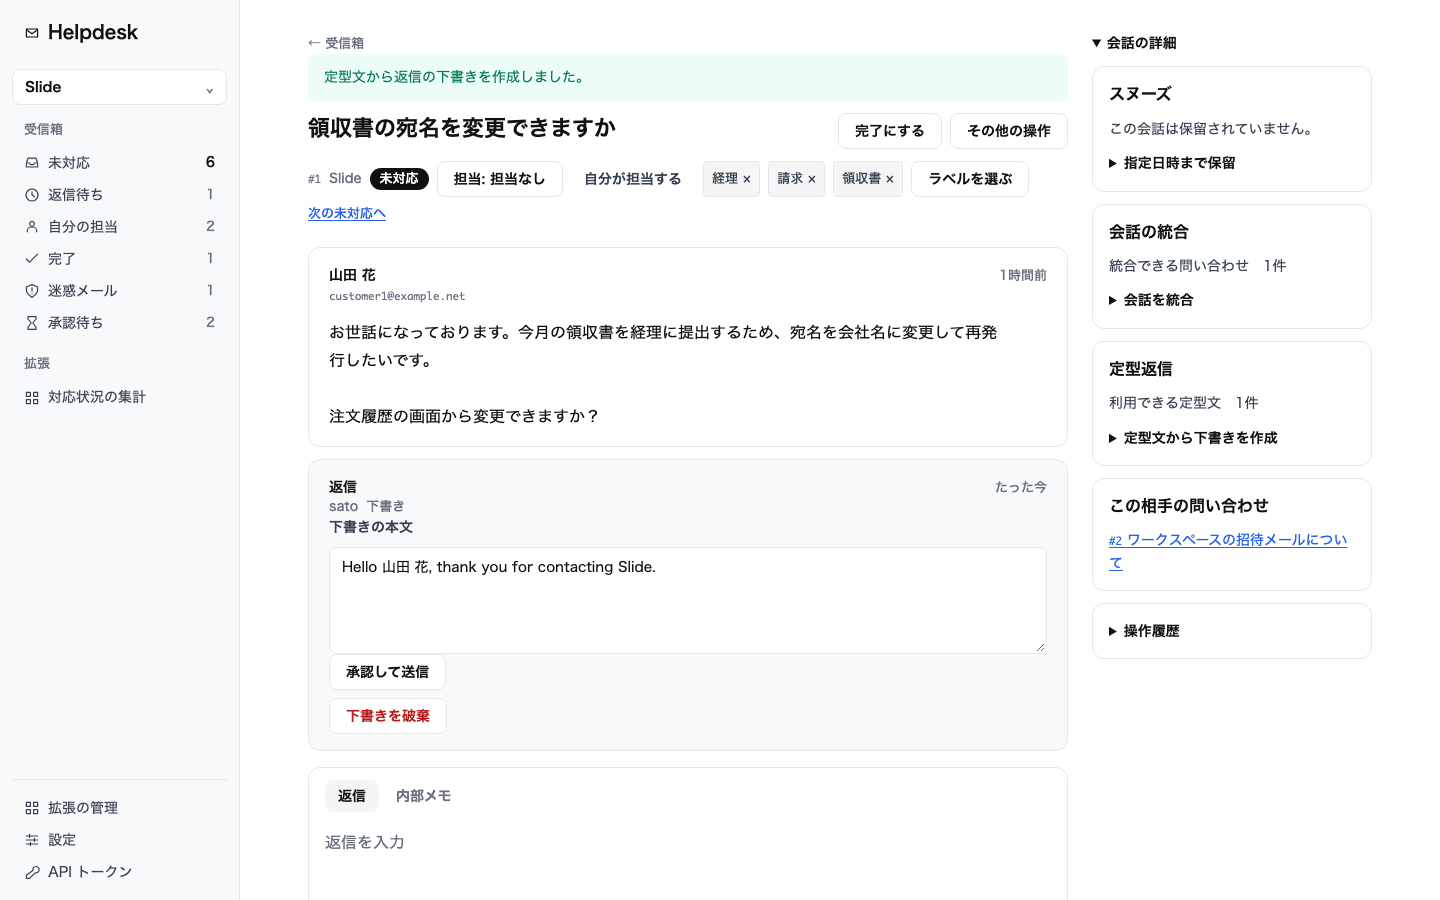 Helpdesk
Slide
受信箱
未対応 6
返信待ち 1
自分の担当 2
完了 1
迷惑メール 1
承認待ち 2
拡張
対応状況の集計
拡張の管理
設定
API トークン
← 受信箱
定型文から返信の下書きを作成しました。
領収書の宛名を変更できますか
完了にする
その他の操作
#1 Slide 未対応 担当: 担当なし 自分が担当する 経理 × 請求 × 領収書 × ラベルを選ぶ
次の未対応へ
山田 花 1時間前
customer1@example.net
お世話になっております。今月の領収書を経理に提出するため、宛名を会社名に変更して再発
行したいです。
注文履歴の画面から変更できますか？
返信 たった今
sato 下書き
下書きの本文
Hello 山田 花, thank you for contacting Slide.
承認して送信
下書きを破棄
返信 内部メモ
返信を入力
▼ 会話の詳細
スヌーズ
この会話は保留されていません。
▶ 指定日時まで保留
会話の統合
統合できる問い合わせ 1件
▶ 会話を統合
定型返信
利用できる定型文 1件
▶ 定型文から下書きを作成
この相手の問い合わせ
#2 ワークスペースの招待メールについ
て
▶ 操作履歴